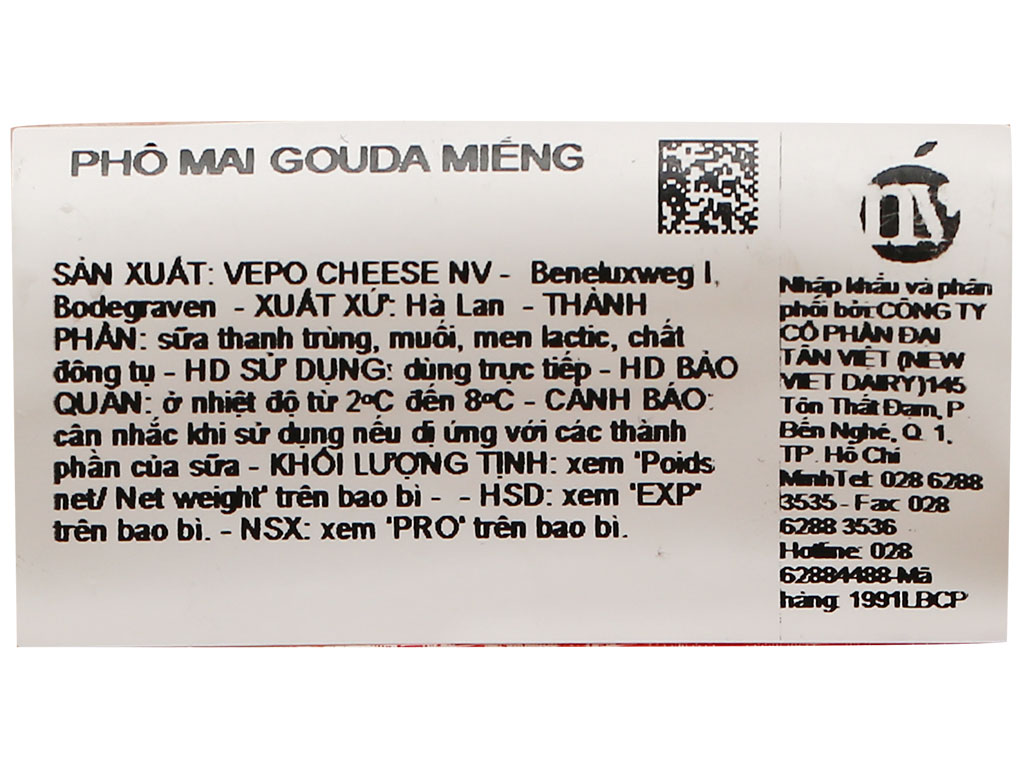 PHÔ MAI GOUDA MIẾNG
SẢN XUẤT: VEPO CHEESE NV - Beneluxweg I,
Bodegraven - XUẤT XỨ: Hà Lan - THÀNH
PHẦN: sữa thanh trùng, muối, men lactic, chất
đông tụ - HD SỬ DỤNG: dùng trực tiếp - HD BẢO
QUẢN: ở nhiệt độ từ 2ºC đến 8ºC - CẢNH BÁO:
cân nhắc khi sử dụng nếu dị ứng với các thành
phần của sữa - KHỐI LƯỢNG TỊNH: xem 'Poids
net/ Net weight' trên bao bì - - HSD: xem 'EXP'
trên bao bì. - NSX: xem 'PRO' trên bao bì.
nv
Nhập khẩu và phân
phối bởi: CÔNG TY
CỔ PHẦN ĐẠI
TÂN VIỆT (NEW
VIET DAIRY)145
Tôn Thất Đạm, P
Bến Nghé, Q. 1,
TP. Hồ Chí
MinhTel: 028 6288
3535 - Fax: 028
6288 3536
Hotline: 028
62884488-Mã
hàng: 1991LBCP